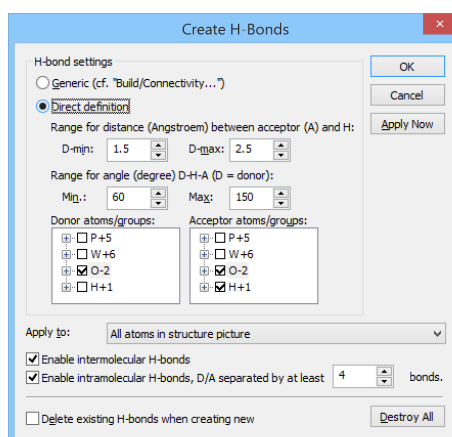 Create H-Bonds
H-bond settings
Generic (cf. "Build/Connectivity...")
Direct definition
Range for distance (Angstroem) between acceptor (A) and H:
D-min: 1.5 D-max: 2.5
Range for angle (degree) D-H-A (D = donor):
Min.: 60 Max: 150
Donor atoms/groups: Acceptor atoms/groups:
P+5 P+5
W+6 W+6
O-2 O-2
H+1 H+1
OK
Cancel
Apply Now
Apply to: All atoms in structure picture
Enable intermolecular H-bonds
Enable intramolecular H-bonds, D/A separated by at least 4 bonds.
Delete existing H-bonds when creating new Destroy All